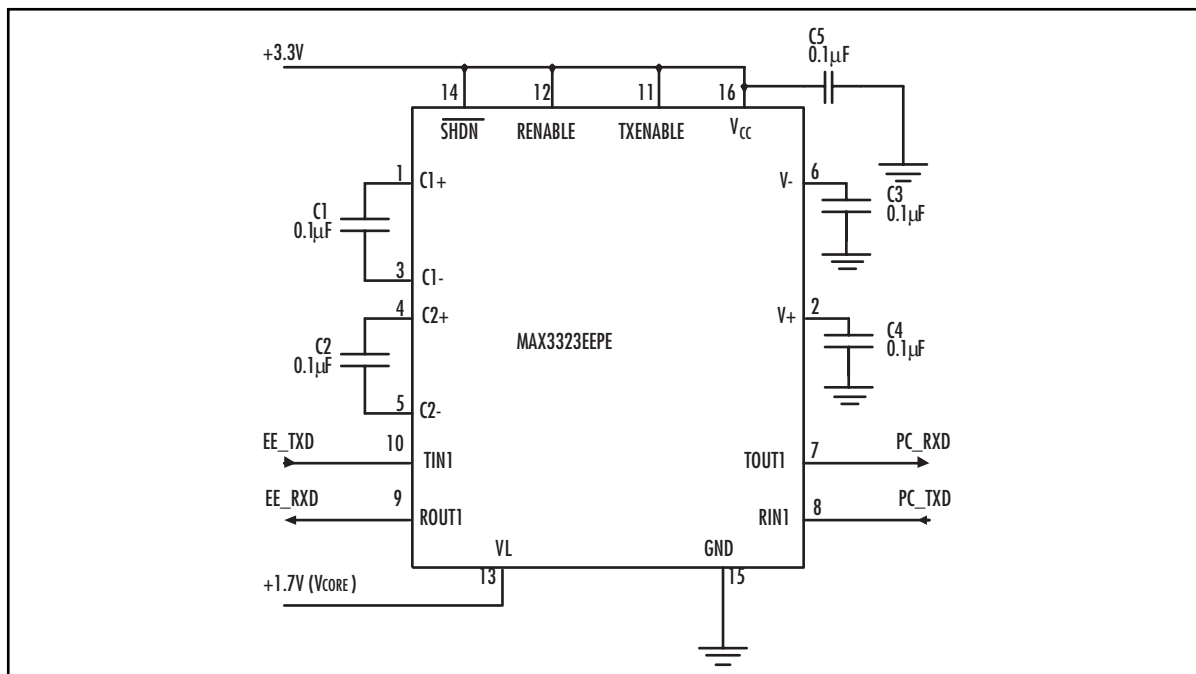 +3.3V
C5
0.1μF
14
12
11
16
SHDN
RENABLE
TXENABLE
VCC
1
C1+
V-
6
C1
0.1μF
C3
0.1μF
3
C1-
4
C2+
V+
2
C2
0.1μF
MAX3323EEPE
C4
0.1μF
5
C2-
EE_TXD
10
TIN1
TOUT1
7
PC_RXD
EE_RXD
9
ROUT1
RIN1
8
PC_TXD
VL
GND
13
15
+1.7V (VCORE)